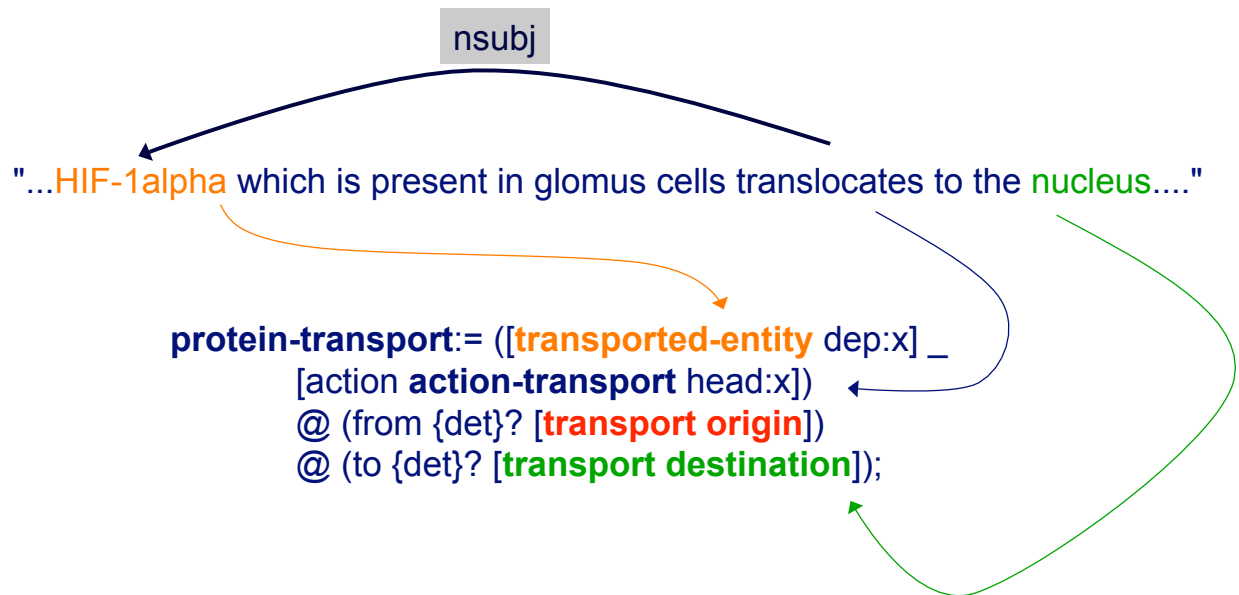 nsubj
"...HIF-1alpha which is present in glomus cells translocates to the nucleus...."
protein-transport:= ([transported-entity dep:x] _
[action action-transport head:x])
@ (from {det}? [transport origin])
@ (to {det}? [transport destination]);